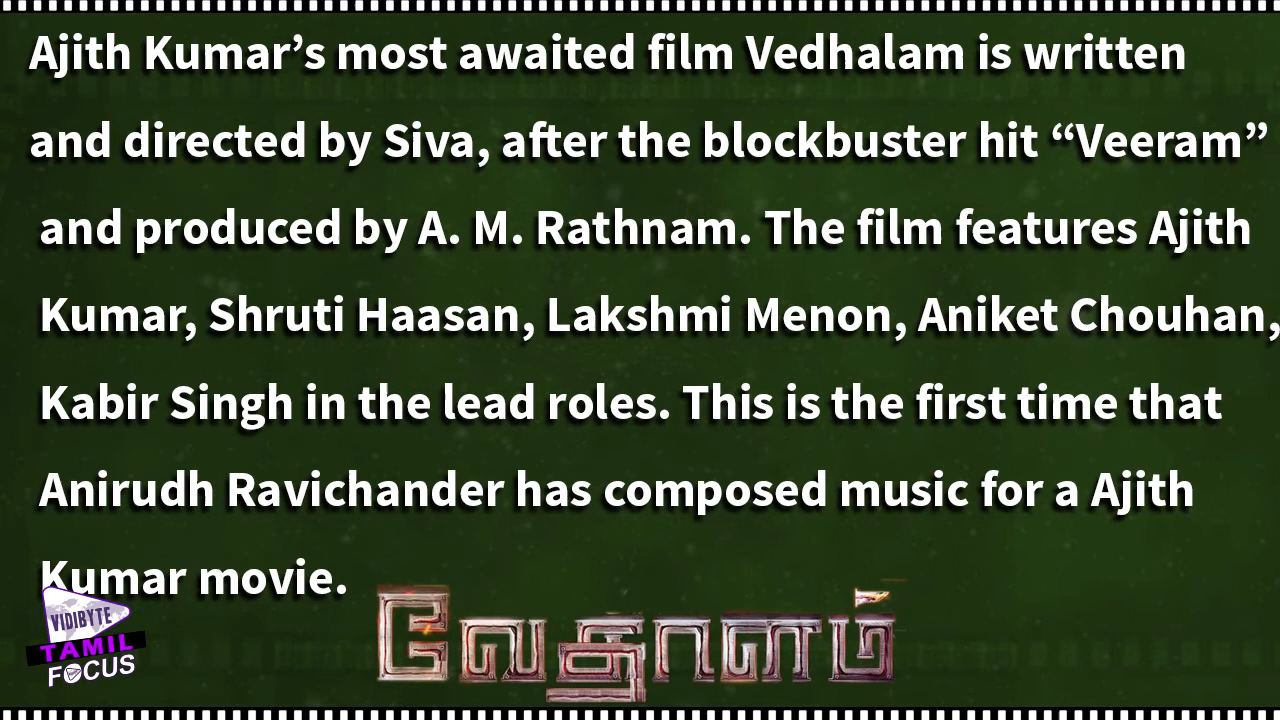 Ajith Kumar’s most awaited film Vedhalam is written
and directed by Siva, after the blockbuster hit “Veeram”
and produced by A. M. Rathnam. The film features Ajith
Kumar, Shruti Haasan, Lakshmi Menon, Aniket Chouhan,
Kabir Singh in the lead roles. This is the first time that
Anirudh Ravichander has composed music for a Ajith
Kumar movie.
வேதாளம்
VIDIBYTE
TAMIL
FOCUS